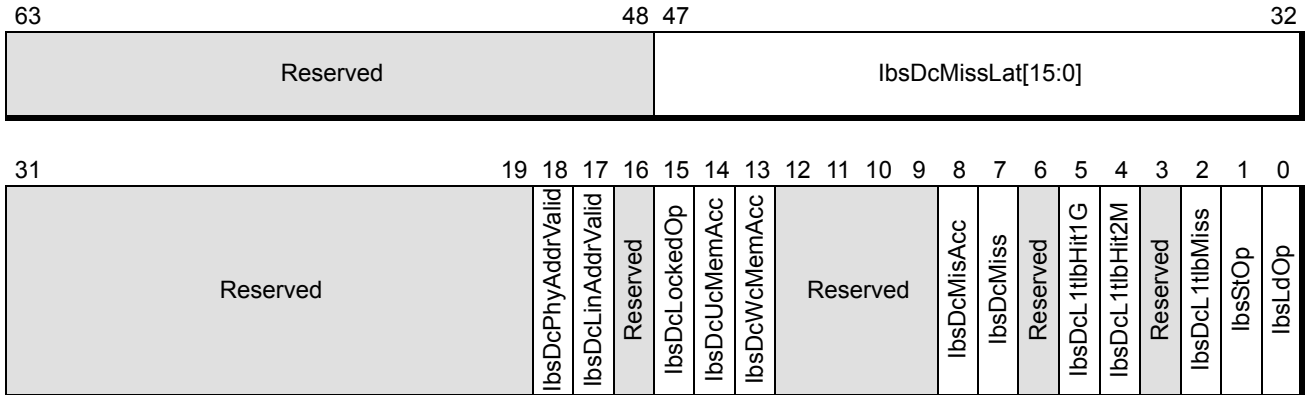 63 48 47 32
Reserved IbsDcMissLat[15:0]
31 19 18 17 16 15 14 13 12 11 10 9 8 7 6 5 4 3 2 1 0
Reserved
IbsDcPhyAddrValid
IbsDcLinAddrValid
Reserved
IbsDcLockedOp
IbsDcUcMemAcc
IbsDcWcMemAcc
Reserved
IbsDcMisAcc
IbsDcMiss
Reserved
IbsDcL1tlbHit1G
IbsDcL1tlbHit2M
Reserved
IbsDcL1tlbMiss
IbsStOp
IbsLdOp